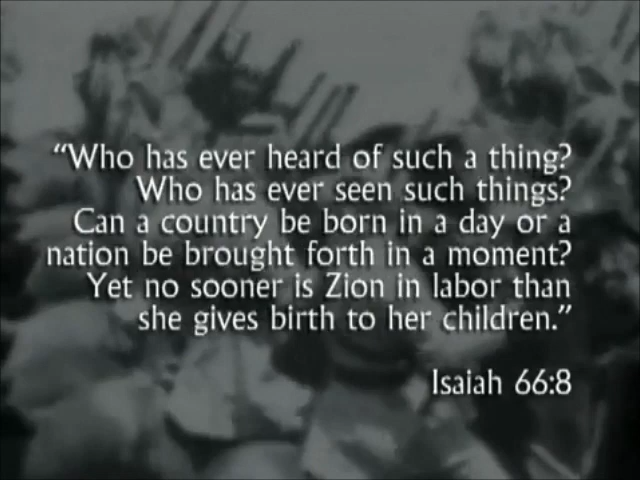 “Who has ever heard of such a thing?
Who has ever seen such things?
Can a country be born in a day or a
nation be brought forth in a moment?
Yet no sooner is Zion in labor than
she gives birth to her children.”
Isaiah 66:8